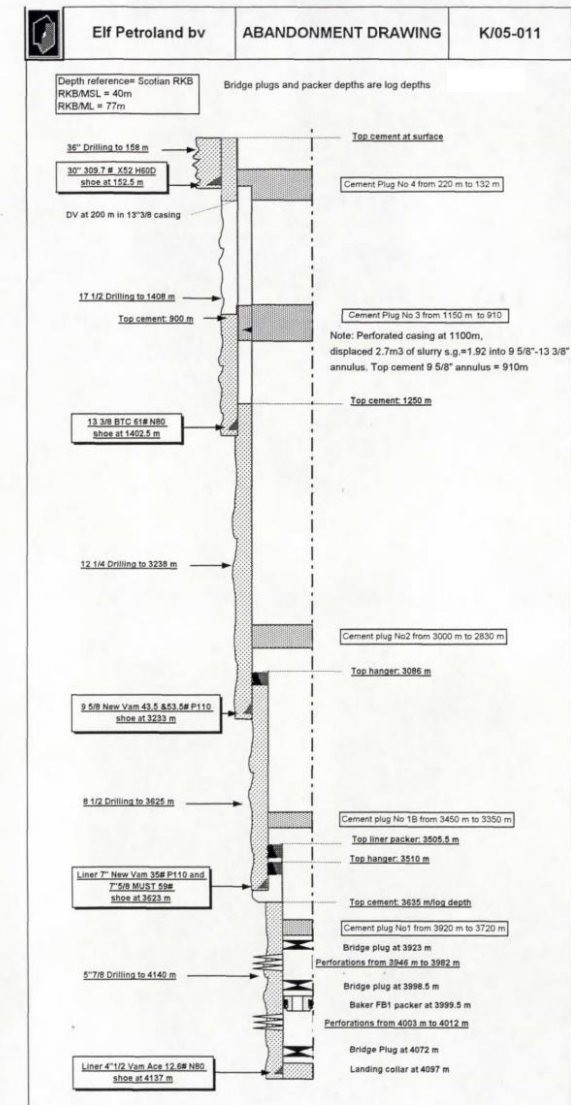 Elf Petroland bv
ABANDONMENT DRAWING
K/05-011
Depth reference= Scotian RKB
RKB/MSL = 40m
RKB/ML = 77m
Bridge plugs and packer depths are log depths
Top cement at surface
36" Drilling to 158 m
30" 309.7 # X52 H60D
shoe at 152.5 m
Cement Plug No 4 from 220 m to 132 m
DV at 200 m in 13"3/8 casing
17 1/2 Drilling to 1408 m
Top cement: 900 m
Cement Plug No 3 from 1150 m to 910
Note: Perforated casing at 1100m,
displaced 2.7m3 of slurry s.g.=1.92 into 9 5/8"-13 3/8"
annulus. Top cement 9 5/8" annulus = 910m
Top cement: 1250 m
13 3/8 BTC 61# N80
shoe at 1402.5 m
12 1/4 Drilling to 3238 m
Cement plug No2 from 3000 m to 2830 m
Top hanger: 3086 m
9 5/8 New Vam 43.5 &53.5# P110
shoe at 3233 m
8 1/2 Drilling to 3625 m
Cement plug No 1B from 3450 m to 3350 m
Top liner packer: 3505.5 m
Top hanger: 3510 m
Liner 7" New Vam 35# P110 and
7"5/8 MUST 59#
shoe at 3623 m
Top cement: 3635 m/log depth
Cement plug No1 from 3920 m to 3720 m
Bridge plug at 3923 m
Perforations from 3946 m to 3982 m
5"7/8 Drilling to 4140 m
Bridge plug at 3998.5 m
Baker FB1 packer at 3999.5 m
Perforations from 4003 m to 4012 m
Bridge Plug at 4072 m
Liner 4"1/2 Vam Ace 12.6# N80
shoe at 4137 m
Landing collar at 4097 m